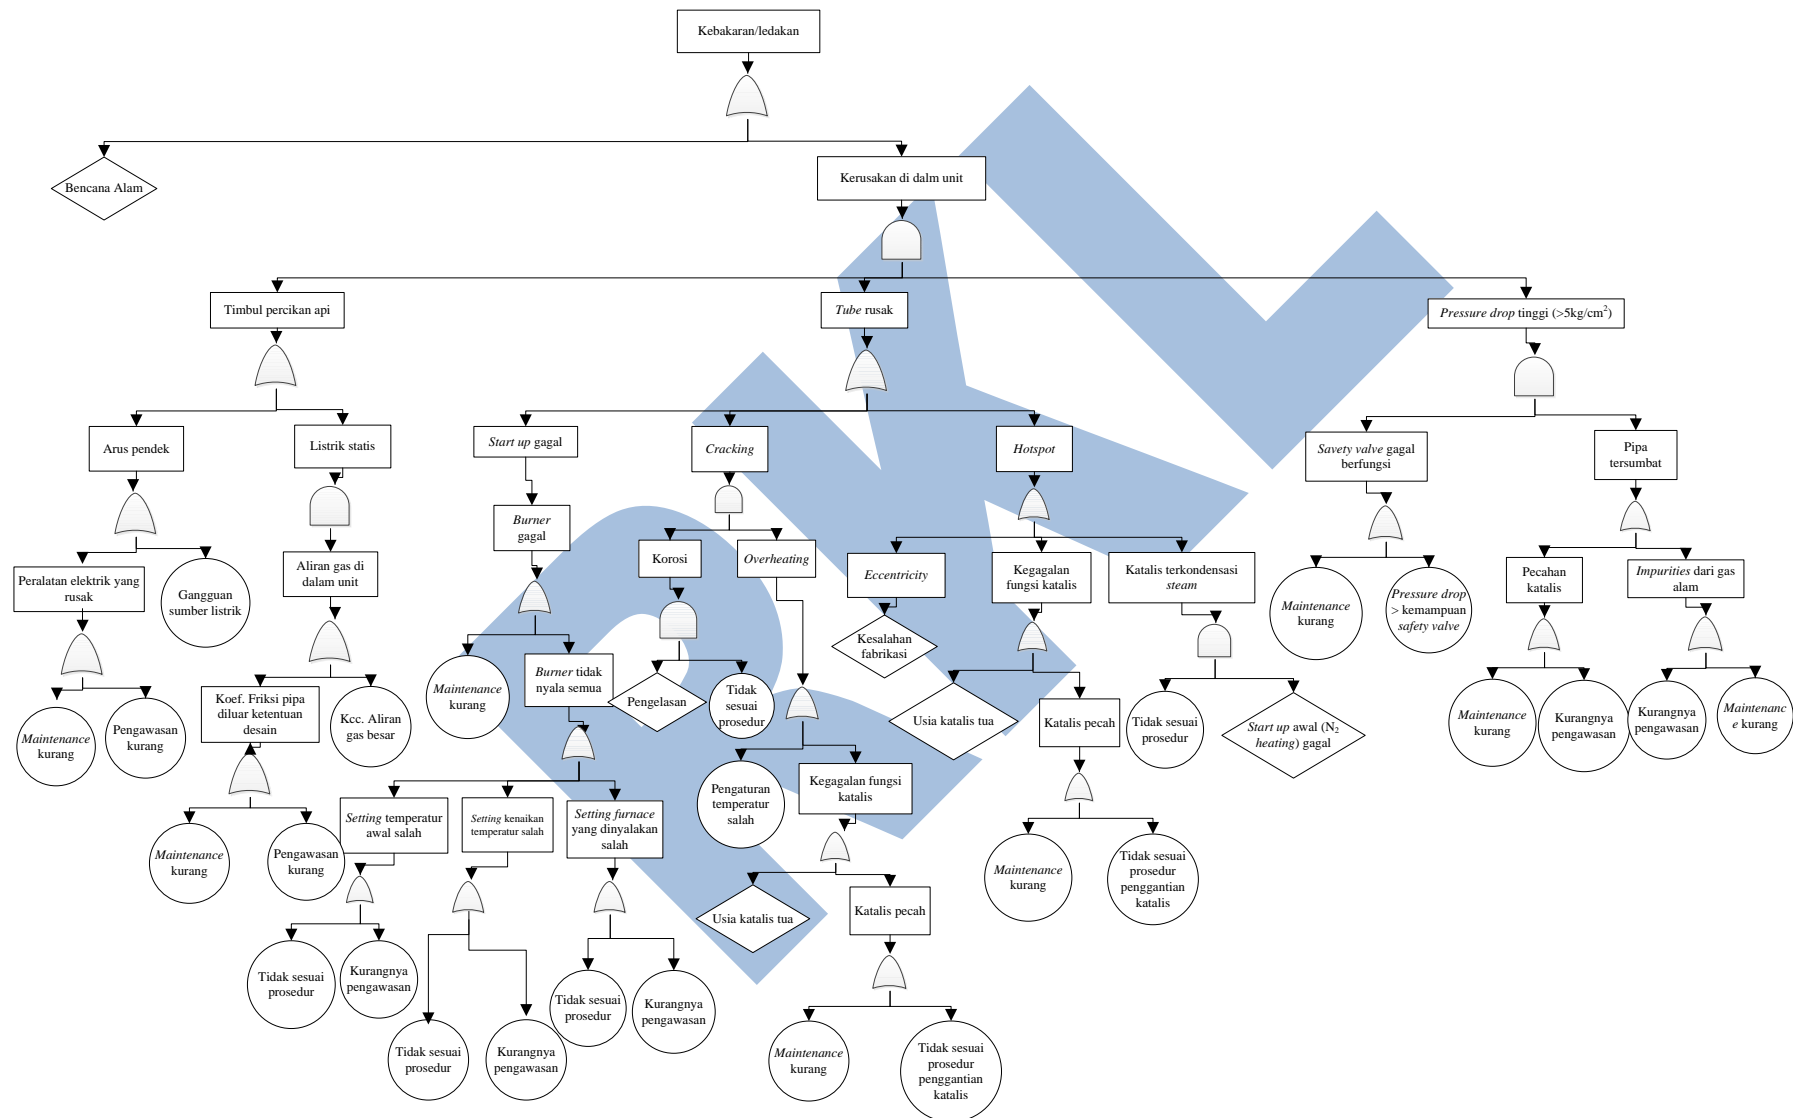 Kebakaran/ledakan
Bencana Alam
Kerusakan di dalm unit
Timbul percikan api
Tube rusak
Pressure drop tinggi (>5kg/cm²)
Arus pendek
Listrik statis
Start up gagal
Cracking
Hotspot
Savety valve gagal
berfungsi
Pipa
tersumbat
Peralatan elektrik yang
rusak
Gangguan
sumber listrik
Aliran gas di
dalam unit
Burner
gagal
Korosi
Overheating
Eccentricity
Kegagalan
fungsi katalis
Katalis terkondensasi
steam
Maintenance
kurang
Pressure drop
> kemampuan
safety valve
Pecahan
katalis
Impurities dari gas
alam
Maintenance
kurang
Pengawasan
kurang
Koef. Friksi pipa
diluar ketentuan
desain
Kcc. Aliran
gas besar
Maintenance
kurang
Burner tidak
nyala semua
Pengelasan
Tidak
sesuai
prosedur
Kesalahan
fabrikasi
Usia katalis tua
Katalis pecah
Tidak sesuai
prosedur
Start up awal (N₂
heating) gagal
Maintenance
kurang
Kurangnya
pengawasan
Kurangnya
pengawasan
Maintenanc
e kurang
Maintenance
kurang
Pengawasan
kurang
Setting temperatur
awal salah
Setting kenaikan
temperatur salah
Setting furnace
yang dinyalakan
salah
Pengaturan
temperatur
salah
Kegagalan fungsi
katalis
Maintenance
kurang
Tidak sesuai
prosedur
penggantian
katalis
Usia katalis tua
Katalis pecah
Tidak sesuai
prosedur
Kurangnya
pengawasan
Tidak sesuai
prosedur
Kurangnya
pengawasan
Tidak sesuai
prosedur
Kurangnya
pengawasan
Maintenance
kurang
Tidak sesuai
prosedur
penggantian
katalis